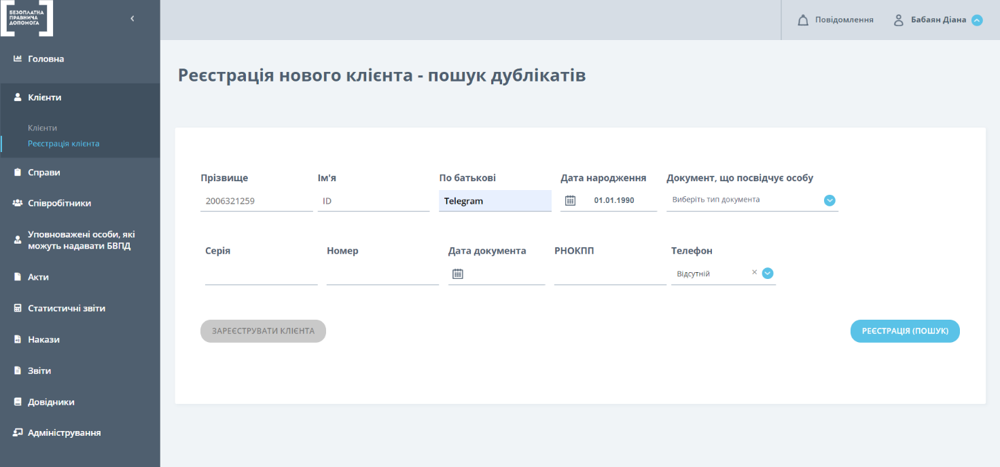 БЕЗОПЛАТНА
ПРАВНИЧА
ДОПОМОГА
Повідомлення
Бабаян Діана
Головна
Клієнти
Клієнти
Реєстрація клієнта
Справи
Співробітники
Уповноважені особи, які
можуть надавати БВПД
Акти
Статистичні звіти
Накази
Звіти
Довідники
Адміністрування
Реєстрація нового клієнта - пошук дублікатів
Прізвище Ім'я По батькові Дата народження Документ, що посвідчує особу
2006321259 ID Telegram 01.01.1990 Виберіть тип документа
Серія Номер Дата документа РНОКПП Телефон
Відсутній ×
ЗАРЕЄСТРУВАТИ КЛІЄНТА РЕЄСТРАЦІЯ (ПОШУК)